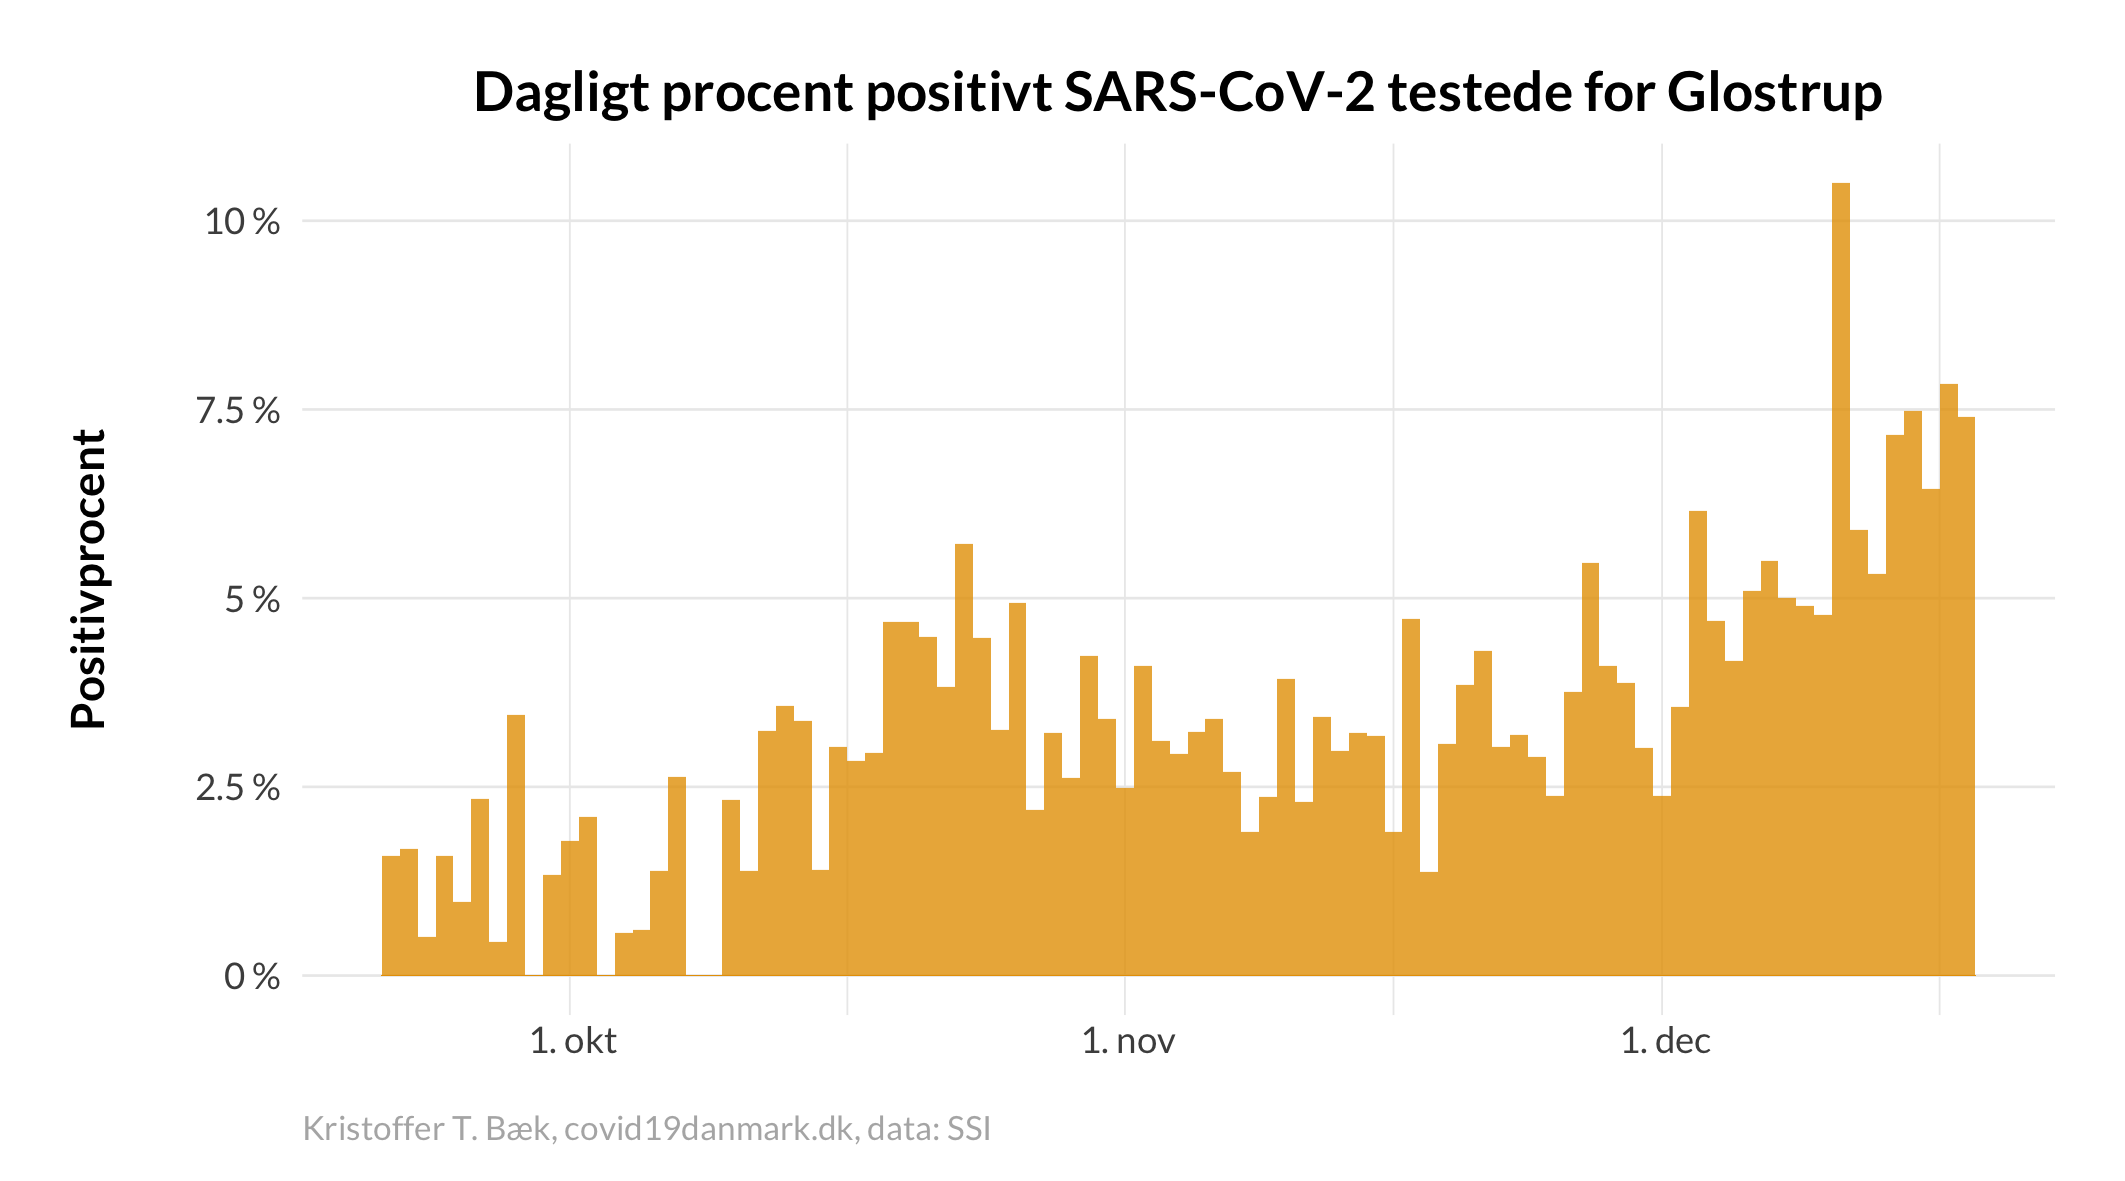 Dagligt procent positivt SARS-CoV-2 testede for Glostrup
Positivprocent
10 %
7.5 %
5 %
2.5 %
0 %
1. okt
1. nov
1. dec
Kristoffer T. Bæk, covid19danmark.dk, data: SSI